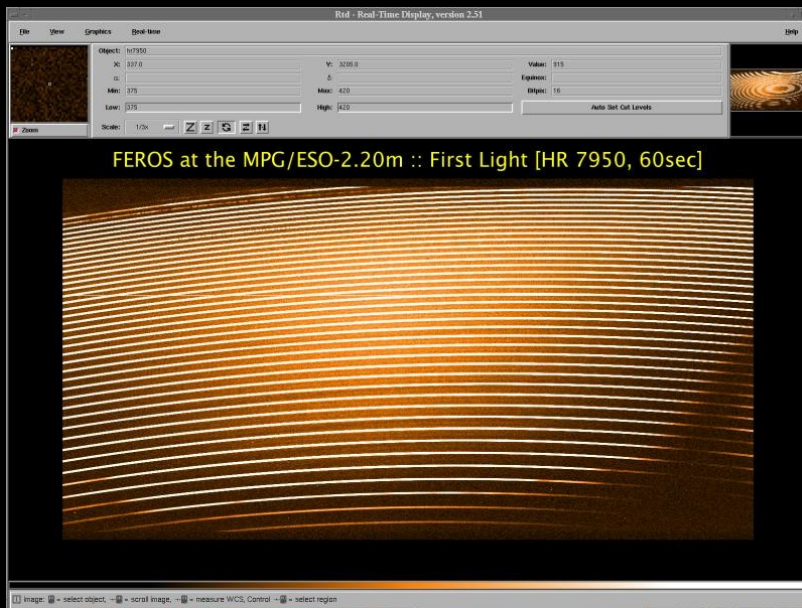 Rtd - Real-Time Display, version 2.51
File View Graphics Real-time Help
Object: hr7950
X: 337.0 Y: 3286.0 Value: 915
α: δ: Equinox:
Min: 375 Max: 420 Bitpix: 16
Low: 375 High: 420 Auto Set Cut Levels
Zoom Scale: 1/3x Z z
FEROS at the MPG/ESO-2.20m :: First Light [HR 7950, 60sec]
image: = select object, = scroll image, = measure WCS, Control = select region